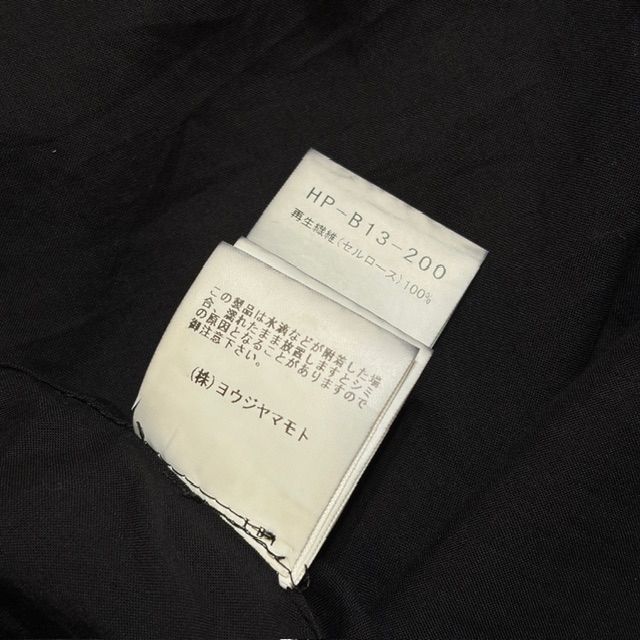 HP-B13-200
再生繊維(セルロース)100%
この製品は水滴などが附着した場
合、濡れたまま放置しますとシミ
の原因となることがありますので
御注意下さい。
(株)ヨウジヤマモト